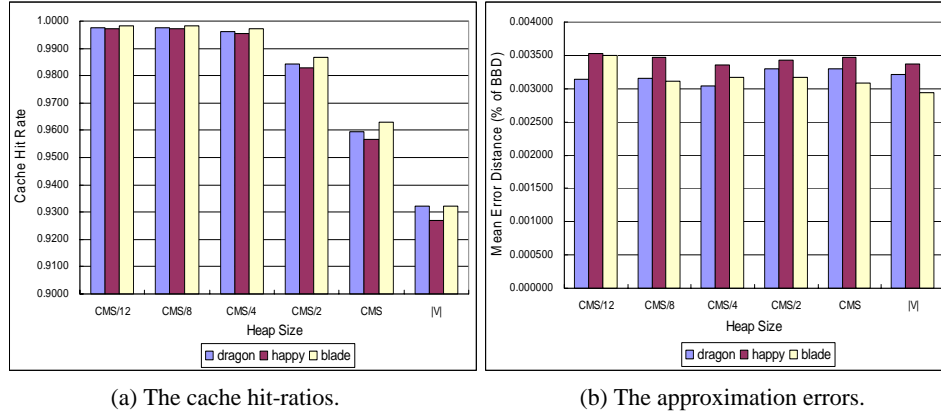 1.0000
0.9900
0.9800
0.9700
0.9600
0.9500
0.9400
0.9300
0.9200
0.9100
0.9000
Cache Hit Rate
CMS/12 CMS/8 CMS/4 CMS/2 CMS |V|
Heap Size
dragon happy blade
(a) The cache hit-ratios.
0.004000
0.003500
0.003000
0.002500
0.002000
0.001500
0.001000
0.000500
0.000000
Mean Error Distance (% of BBD)
CMS/12 CMS/8 CMS/4 CMS/2 CMS |V|
Heap Size
dragon happy blade
(b) The approximation errors.